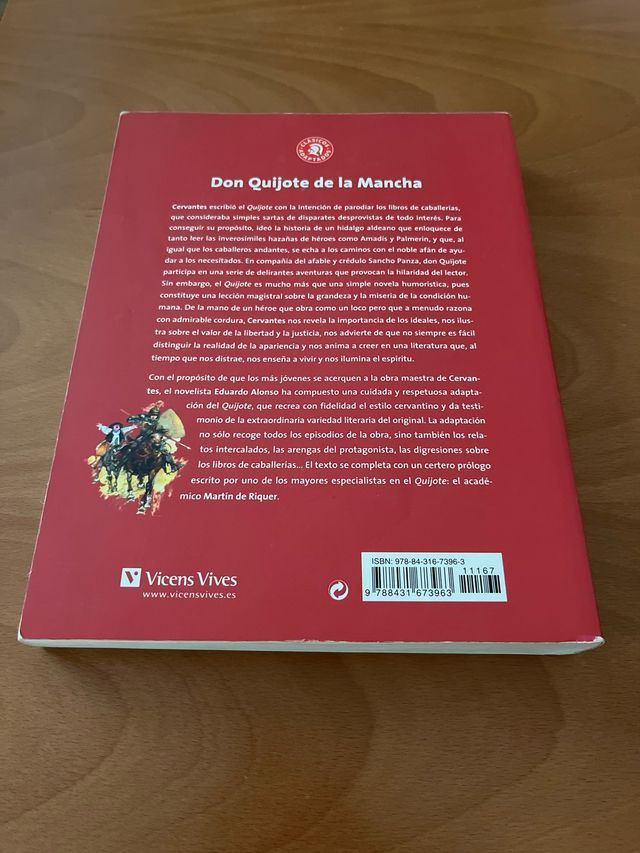 CLÁSICOS
ADAPTADOS
Don Quijote de la Mancha
Cervantes escribió el Quijote con la intención de parodiar los libros de caballerías,
que consideraba simples sartas de disparates desprovistas de todo interés. Para
conseguir su propósito, ideó la historia de un hidalgo aldeano que enloquece de
tanto leer las inverosímiles hazañas de héroes como Amadís y Palmerín, y que, al
igual que los caballeros andantes, se echa a los caminos con el noble afán de ayu-
dar a los necesitados. En compañía del afable y crédulo Sancho Panza, don Quijote
participa en una serie de delirantes aventuras que provocan la hilaridad del lector.
Sin embargo, el Quijote es mucho más que una simple novela humorística, pues
constituye una lección magistral sobre la grandeza y la miseria de la condición hu-
mana. De la mano de un héroe que obra como un loco pero que a menudo razona
con admirable cordura, Cervantes nos revela la importancia de los ideales, nos ilus-
tra sobre el valor de la libertad y la justicia, nos advierte de que no siempre es fácil
distinguir la realidad de la apariencia y nos anima a creer en una literatura que, al
tiempo que nos distrae, nos enseña a vivir y nos ilumina el espíritu.
Con el propósito de que los más jóvenes se acerquen a la obra maestra de Cervan-
tes, el novelista Eduardo Alonso ha compuesto una cuidada y respetuosa adapta-
ción del Quijote, que recrea con fidelidad el estilo cervantino y da testi-
monio de la extraordinaria variedad literaria del original. La adaptación
no sólo recoge todos los episodios de la obra, sino también los rela-
tos intercalados, las arengas del protagonista, las digresiones sobre
los libros de caballerías... El texto se completa con un certero prólogo
escrito por uno de los mayores especialistas en el Quijote: el acadé-
mico Martín de Riquer.
Vicens Vives
www.vicensvives.es
ISBN: 978-84-316-7396-3
11167
9 788431 673963